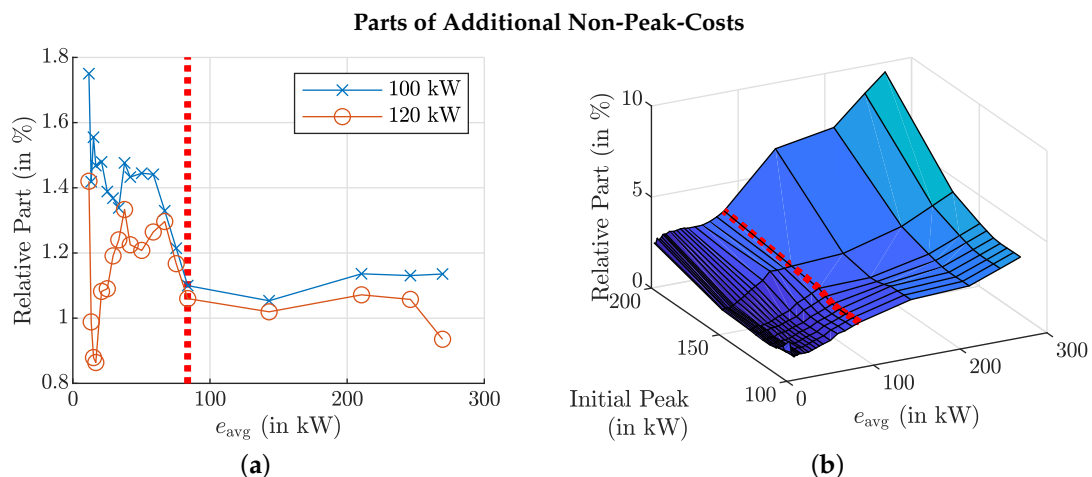 Parts of Additional Non-Peak-Costs
1.8
1.6
1.4
1.2
1
0.8
Relative Part (in %)
0
100
200
300
e_avg (in kW)
100 kW
120 kW
(a)
10
5
0
Relative Part (in %)
200
150
100
Initial Peak
(in kW)
0
100
200
300
e_avg (in kW)
(b)